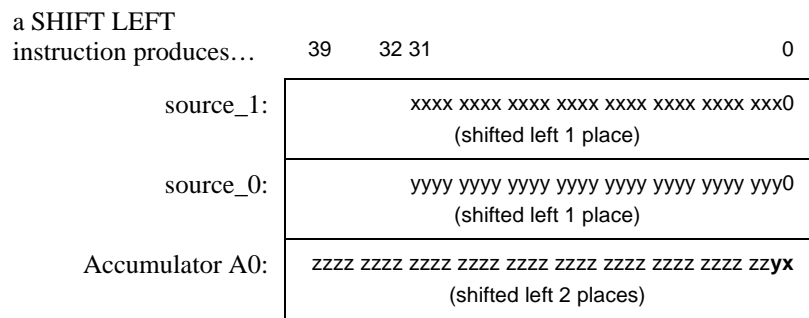 a SHIFT LEFT
instruction produces… 39 32 31 0
source_1: xxxx xxxx xxxx xxxx xxxx xxxx xxxx xxx0
(shifted left 1 place)
source_0: yyyy yyyy yyyy yyyy yyyy yyyy yyyy yyy0
(shifted left 1 place)
Accumulator A0: zzzz zzzz zzzz zzzz zzzz zzzz zzzz zzzz zzzz zzyx
(shifted left 2 places)